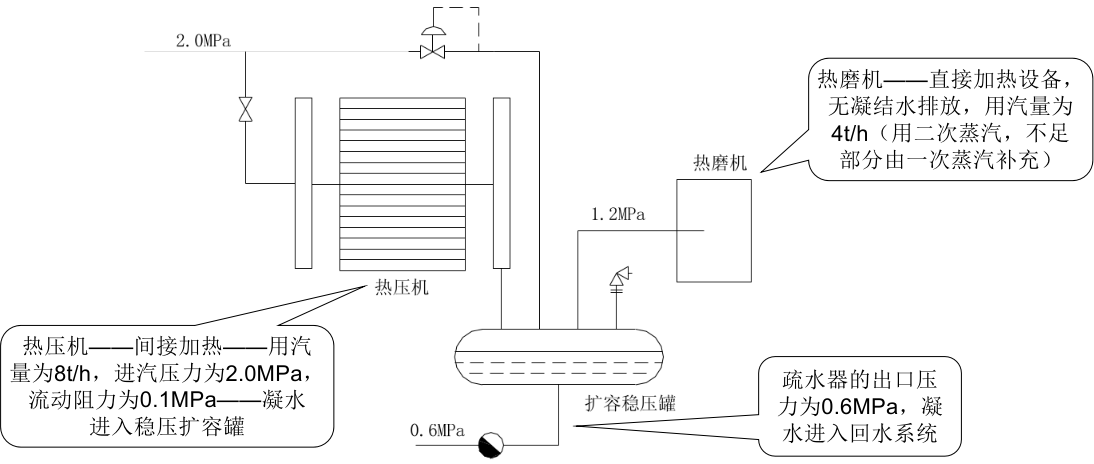 2.0MPa
热磨机——直接加热设备，
无凝结水排放，用汽量为
4t/h（用二次蒸汽，不足
部分由一次蒸汽补充）
热磨机
1.2MPa
热压机
热压机——间接加热——用汽
量为8t/h，进汽压力为2.0MPa，
流动阻力为0.1MPa——凝水
进入稳压扩容罐
扩容稳压罐
疏水器的出口压
力为0.6MPa，凝
水进入回水系统
0.6MPa